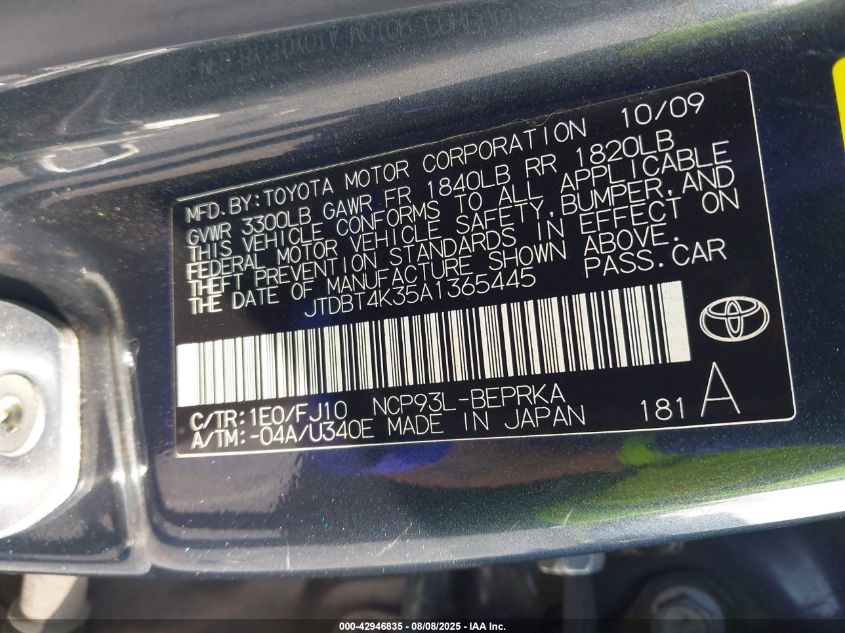 MFD. BY: TOYOTA MOTOR CORPORATION 10/09
GVWR 3300LB GAWR FR 1840LB RR 1820LB
THIS VEHICLE CONFORMS TO ALL APPLICABLE
FEDERAL MOTOR VEHICLE SAFETY, BUMPER, AND
THEFT PREVENTION STANDARDS IN EFFECT ON
THE DATE OF MANUFACTURE SHOWN ABOVE.
JTDBT4K35A1365445 PASS. CAR
C/TR: 1E0/FJ10 NCP93L-BEPRKA
A/TM: -04A/U340E MADE IN JAPAN 181 A
000-42946835 - 08/08/2025 - IAA Inc.